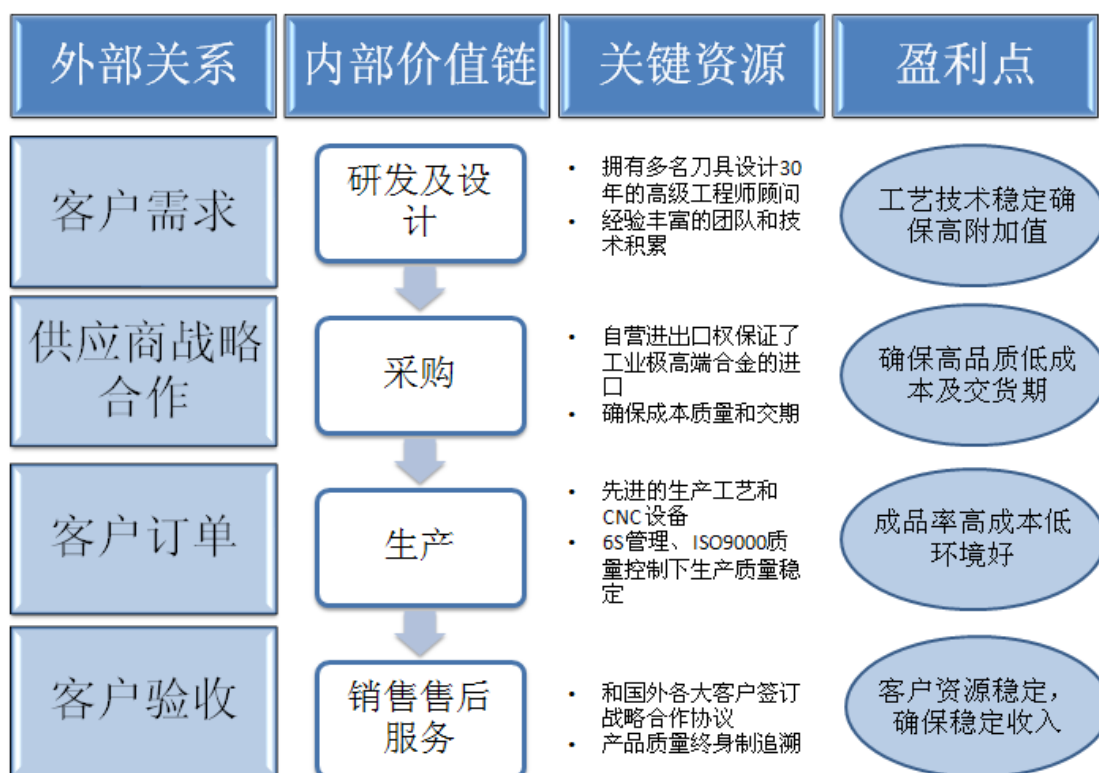 外部关系
内部价值链
关键资源
盈利点
客户需求
研发及设
计
• 拥有多名刀具设计30
年的高级工程师顾问
• 经验丰富的团队和技
术积累
工艺技术稳定确
保高附加值
供应商战略
合作
采购
• 自营进出口权保证了
工业极高端合金的进
口
• 确保成本质量和交期
确保高品质低成
本及交货期
客户订单
生产
• 先进的生产工艺和
CNC设备
• 6S管理、ISO9000质
量控制下生产质量稳
定
成品率高成本低
环境好
客户验收
销售售后
服务
• 和国外各大客户签订
战略合作协议
• 产品质量终身制追溯
客户资源稳定，
确保稳定收入